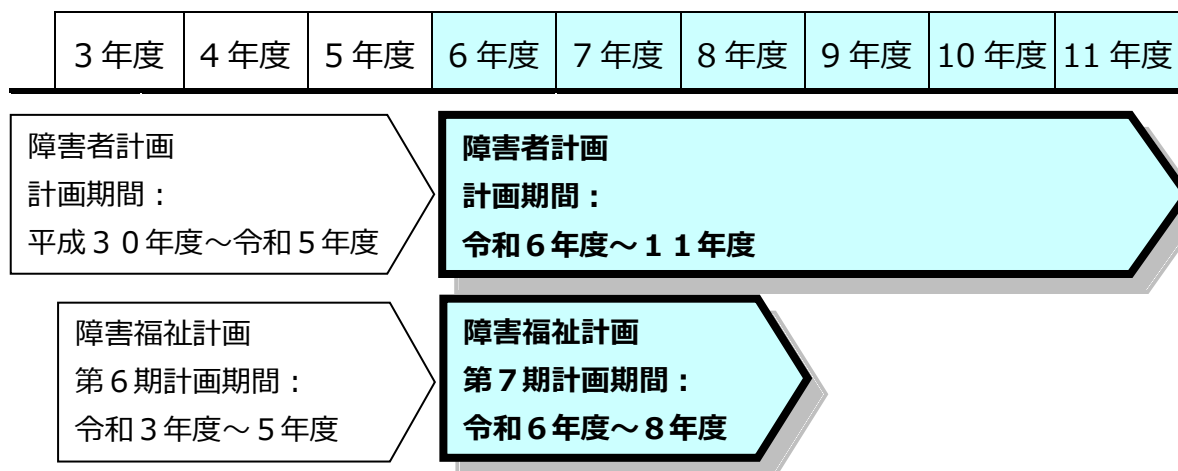 3年度 4年度 5年度 6年度 7年度 8年度 9年度 10年度 11年度
障害者計画
計画期間：
平成３０年度～令和５年度
障害者計画
計画期間：
令和６年度～１１年度
障害福祉計画
第６期計画期間：
令和３年度～５年度
障害福祉計画
第７期計画期間：
令和６年度～８年度